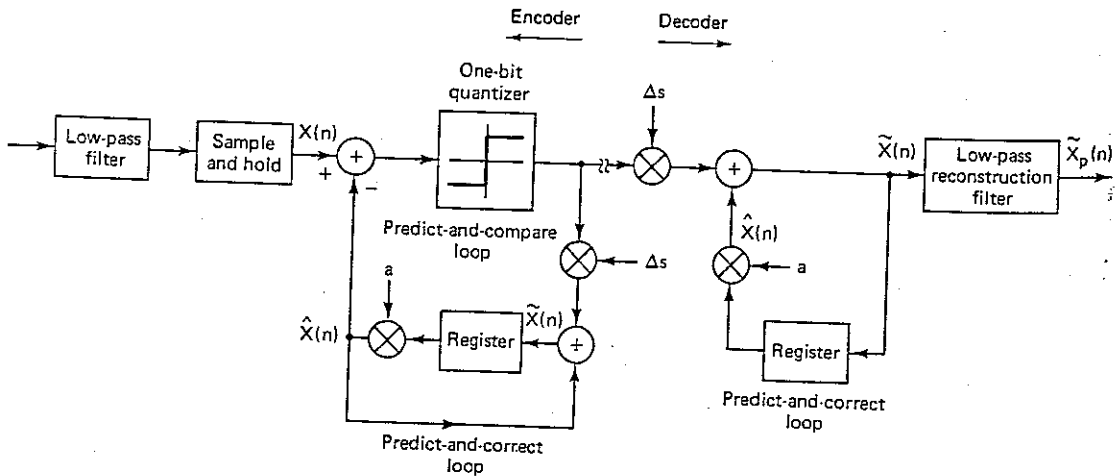 Encoder
Decoder
One-bit
quantizer
Δs
Low-pass
filter
Sample
and hold
X(n)
+
+
−
Predict-and-compare
loop
Δs
a
X̂(n)
Register
X̃(n)
+
Predict-and-correct
loop
+
X̂(n)
a
Register
Predict-and-correct
loop
X̃(n)
Low-pass
reconstruction
filter
X̃p(n)